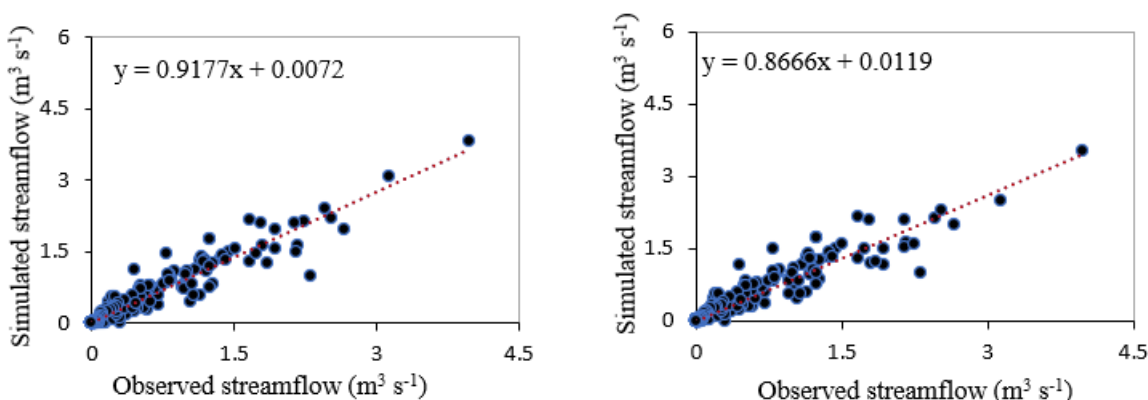 Simulated streamflow (m³ s⁻¹)
6
4.5
3
1.5
0
y = 0.9177x + 0.0072
0 1.5 3 4.5
Observed streamflow (m³ s⁻¹)
Simulated streamflow (m³ s⁻¹)
6
4.5
3
1.5
0
y = 0.8666x + 0.0119
0 1.5 3 4.5
Observed streamflow (m³ s⁻¹)